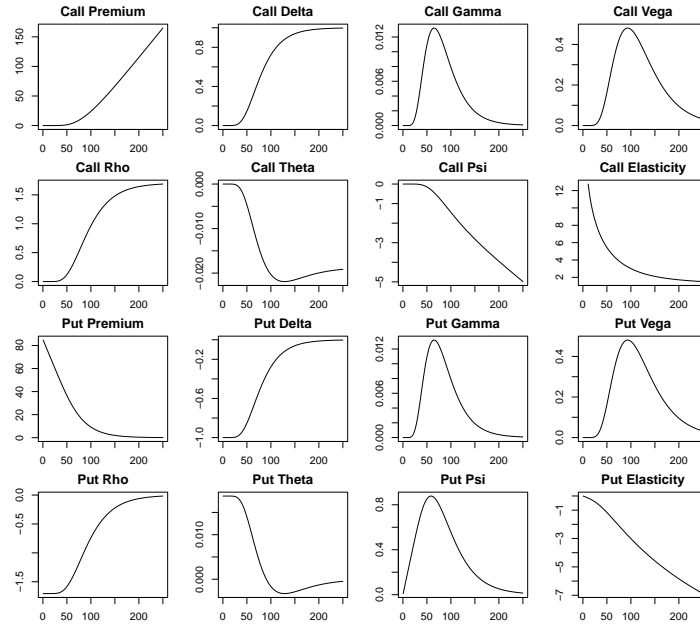 Call Premium
0 50 100 150
0 50 100 200
Call Delta
0.0 0.4 0.8
0 50 100 200
Call Gamma
0.000 0.006 0.012
0 50 100 200
Call Vega
0.0 0.2 0.4
0 50 100 200
Call Rho
0.0 0.5 1.0 1.5
0 50 100 200
Call Theta
−0.020 −0.010 0.000
0 50 100 200
Call Psi
−5 −3 −1 0
0 50 100 200
Call Elasticity
2 4 6 8 12
0 50 100 200
Put Premium
0 20 40 60 80
0 50 100 200
Put Delta
−1.0 −0.6 −0.2
0 50 100 200
Put Gamma
0.000 0.006 0.012
0 50 100 200
Put Vega
0.0 0.2 0.4
0 50 100 200
Put Rho
−1.5 −0.5 0.0
0 50 100 200
Put Theta
0.000 0.010
0 50 100 200
Put Psi
0.0 0.4 0.8
0 50 100 200
Put Elasticity
−7 −5 −3 −1
0 50 100 200